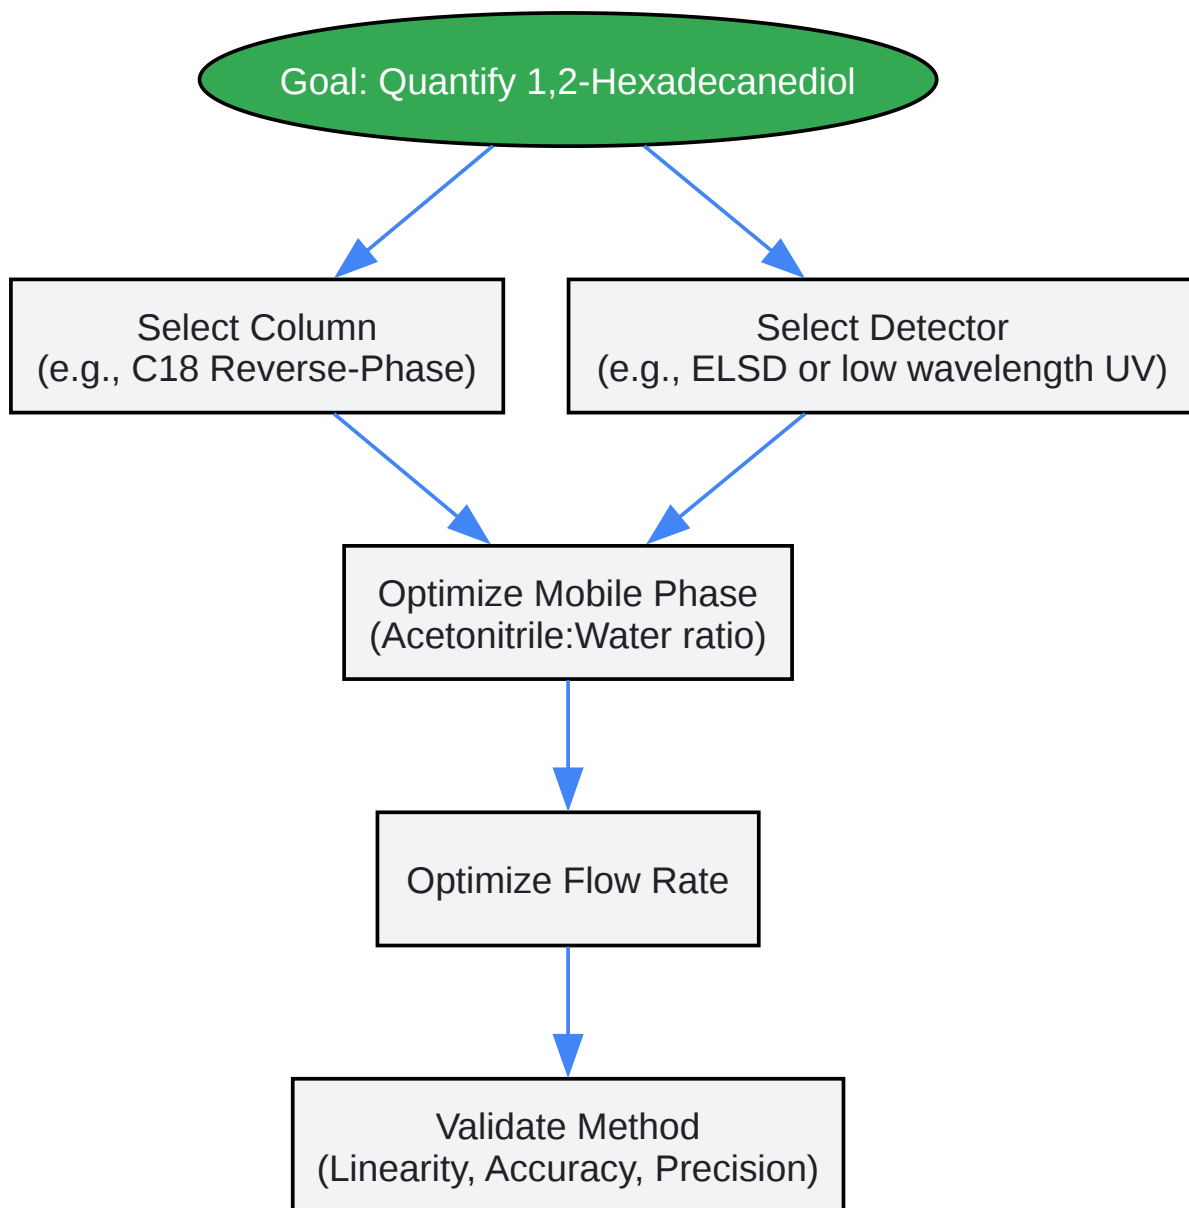 Goal: Quantify 1,2-Hexadecanediol
Select Column
(e.g., C18 Reverse-Phase)
Select Detector
(e.g., ELSD or low wavelength UV)
Optimize Mobile Phase
(Acetonitrile:Water ratio)
Optimize Flow Rate
Validate Method
(Linearity, Accuracy, Precision)